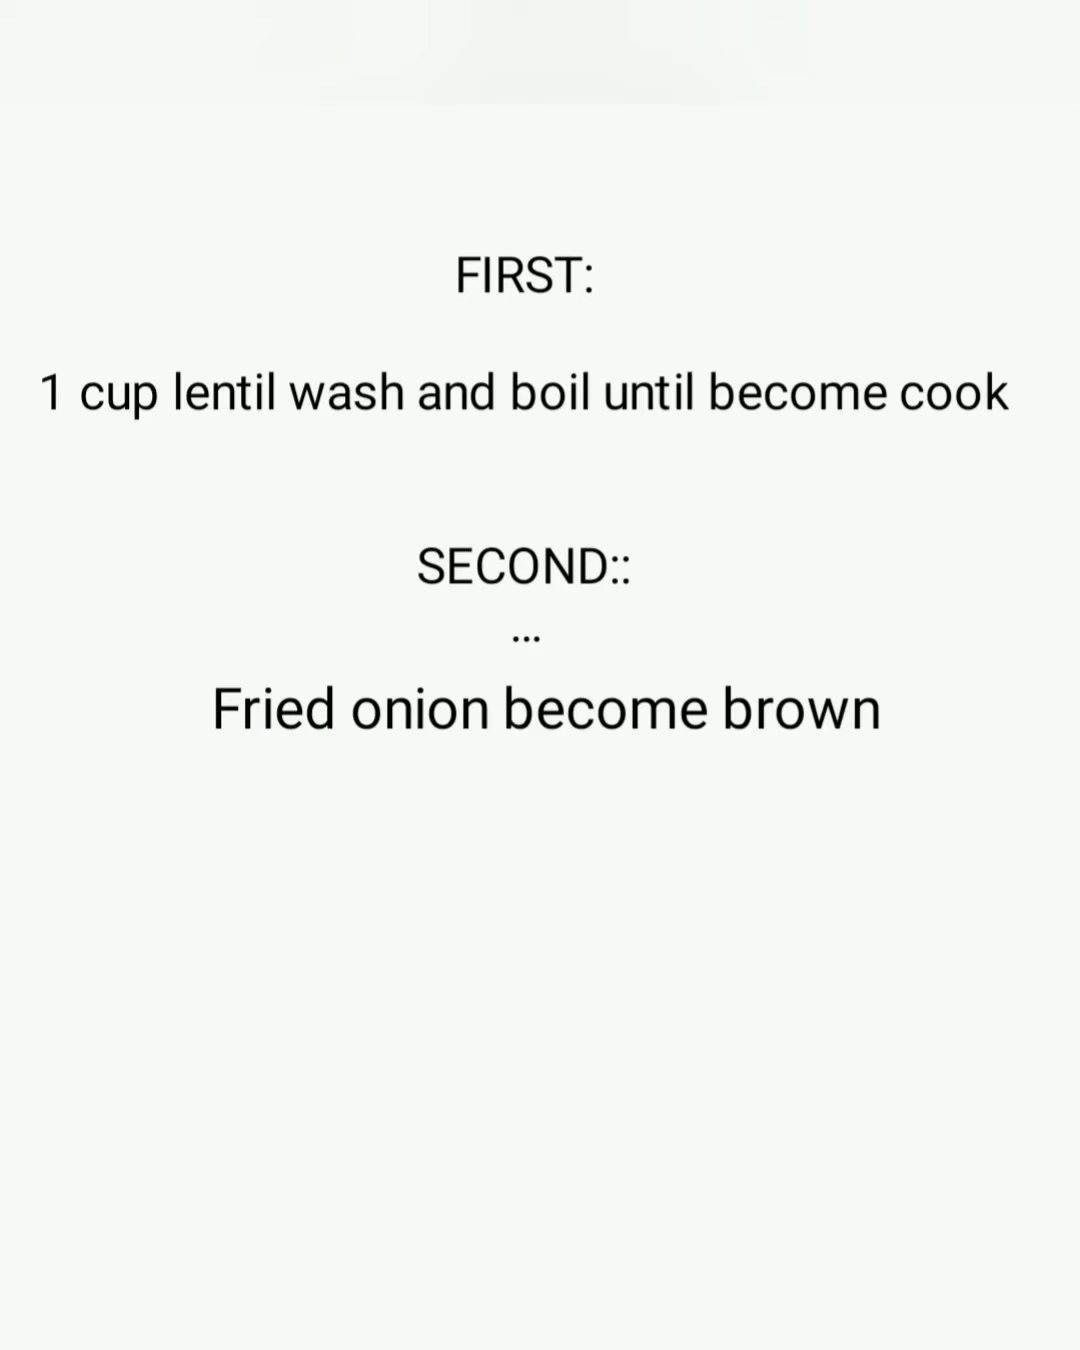 FIRST:
1 cup lentil wash and boil until become cook
SECOND::
...
Fried onion become brown